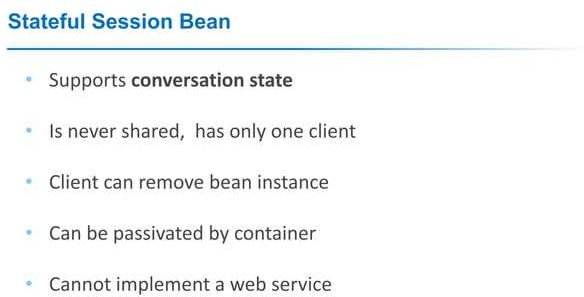 Stateful Session Bean
• Supports conversation state
• Is never shared, has only one client
• Client can remove bean instance
• Can be passivated by container
• Cannot implement a web service